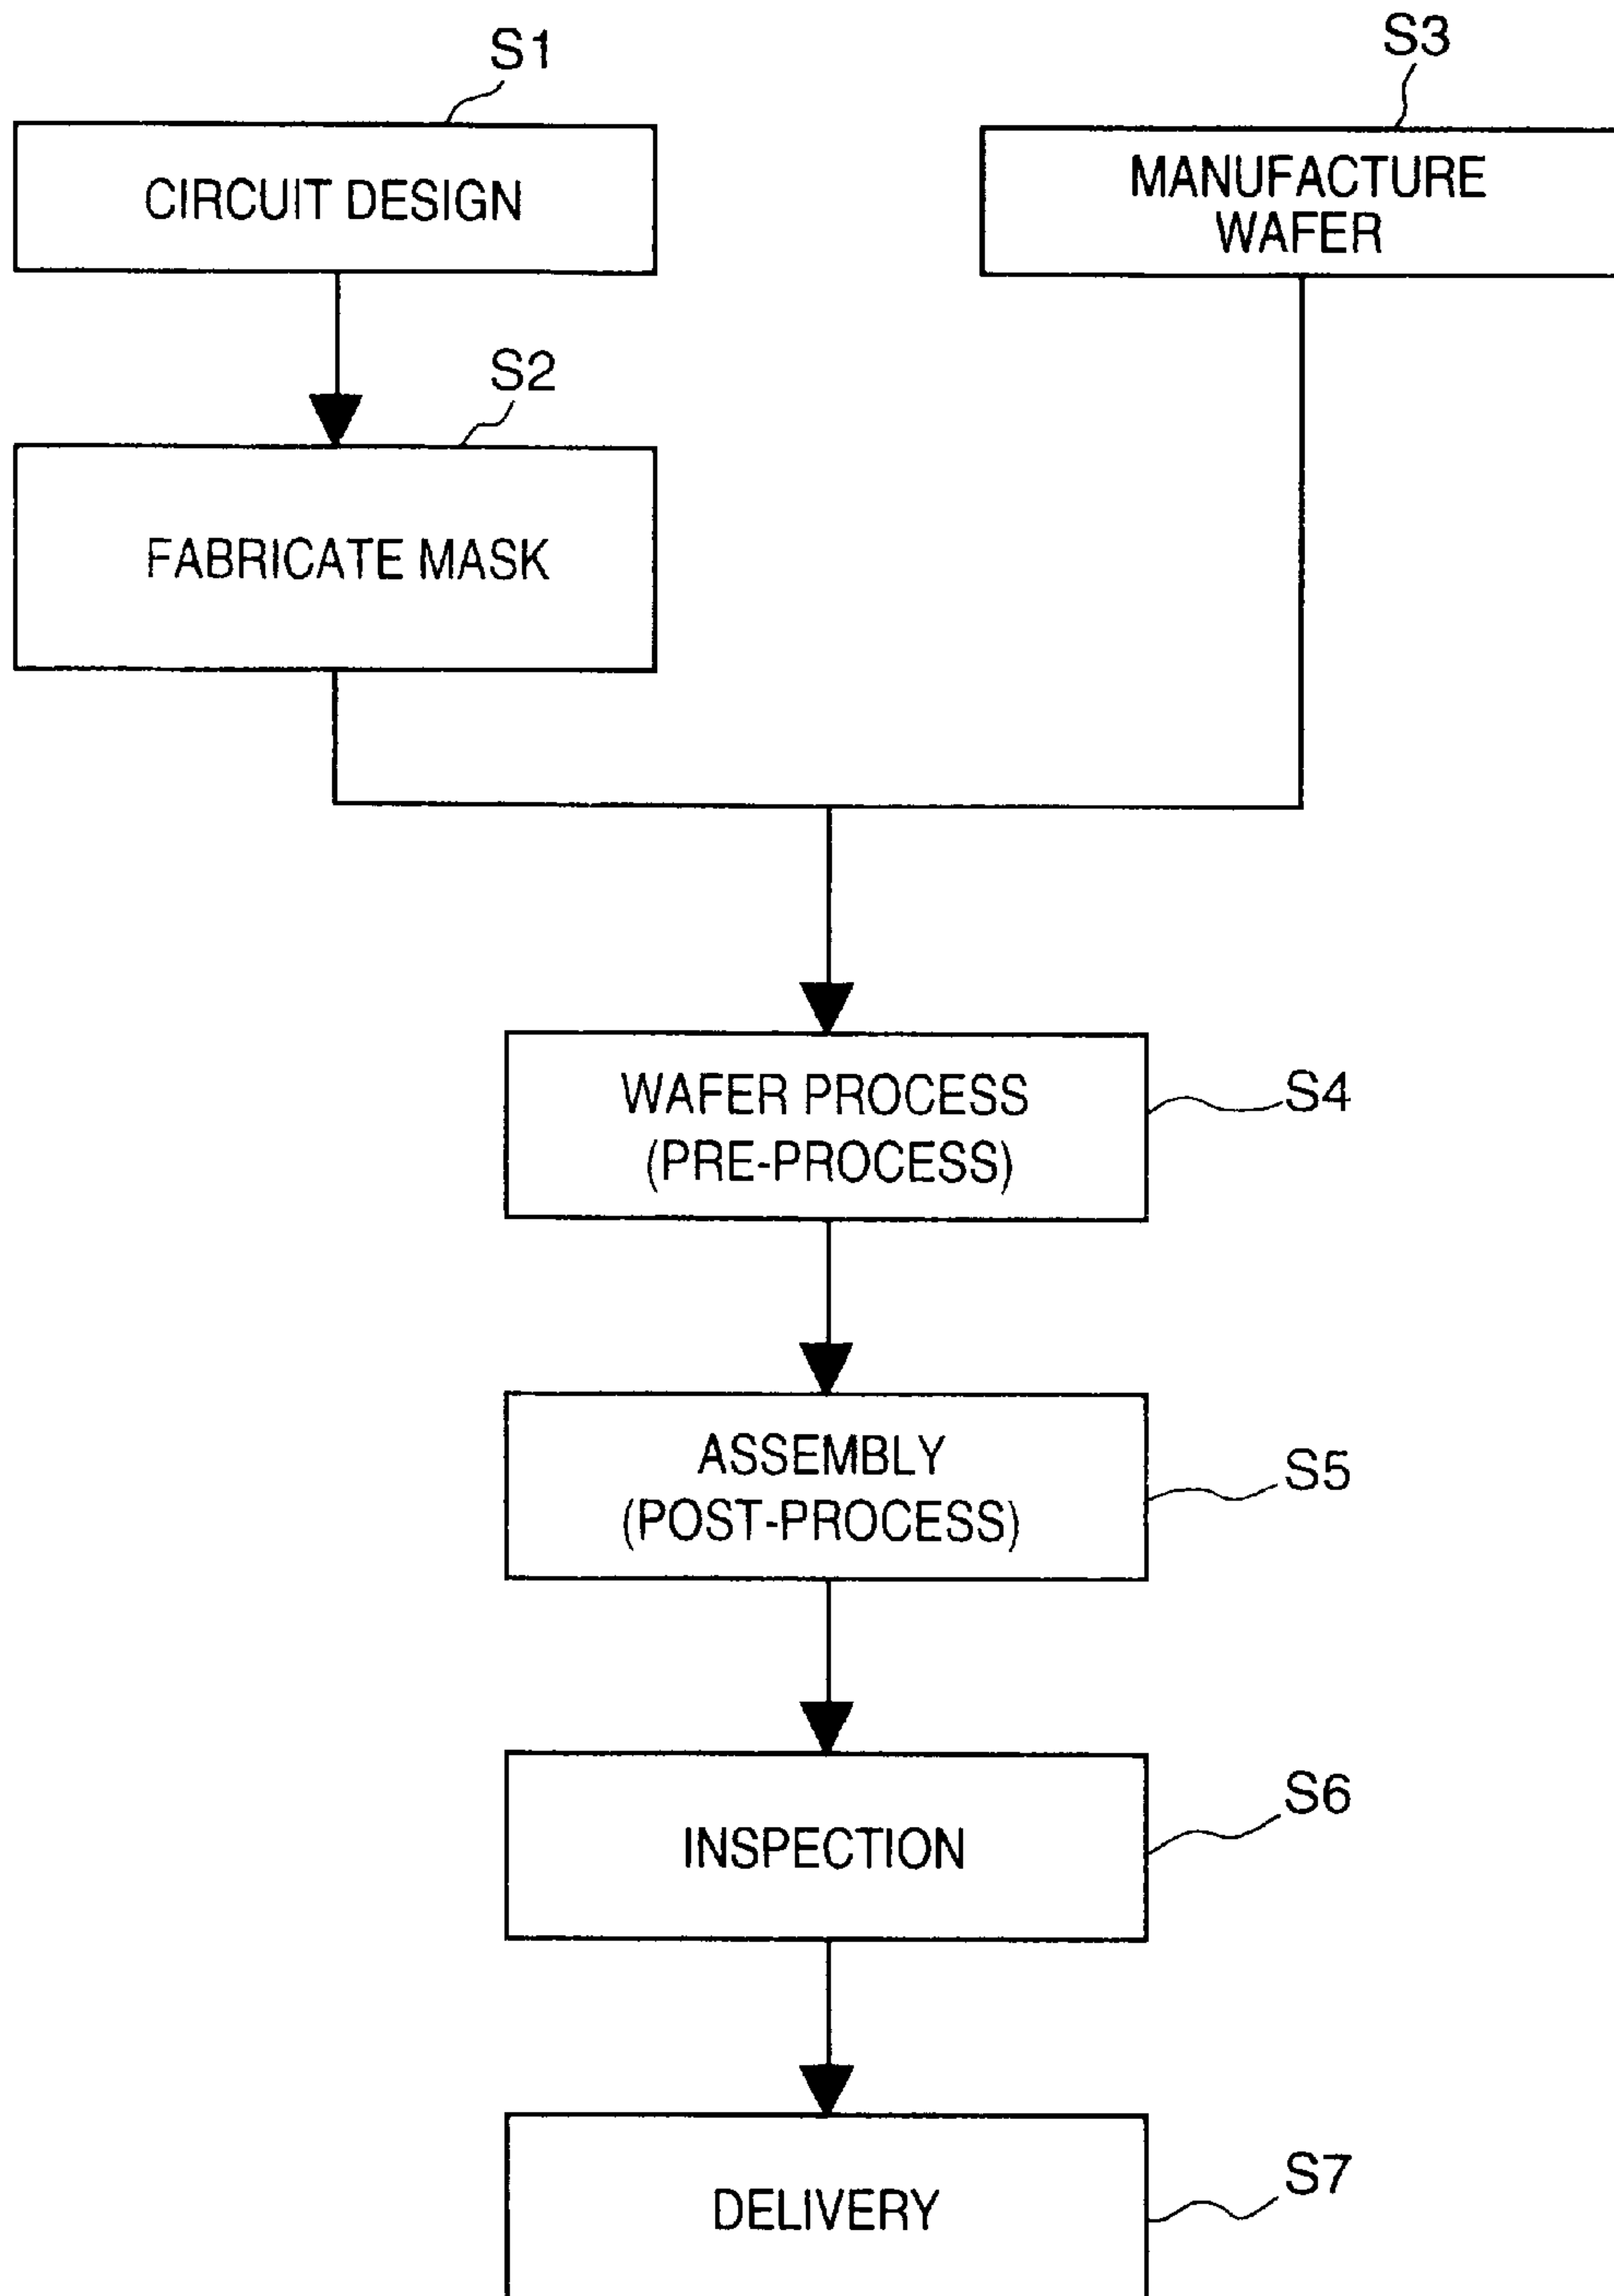 S1
CIRCUIT DESIGN
S3
MANUFACTURE
WAFER
S2
FABRICATE MASK
WAFER PROCESS
(PRE-PROCESS)
S4
ASSEMBLY
(POST-PROCESS)
S5
INSPECTION
S6
DELIVERY
S7